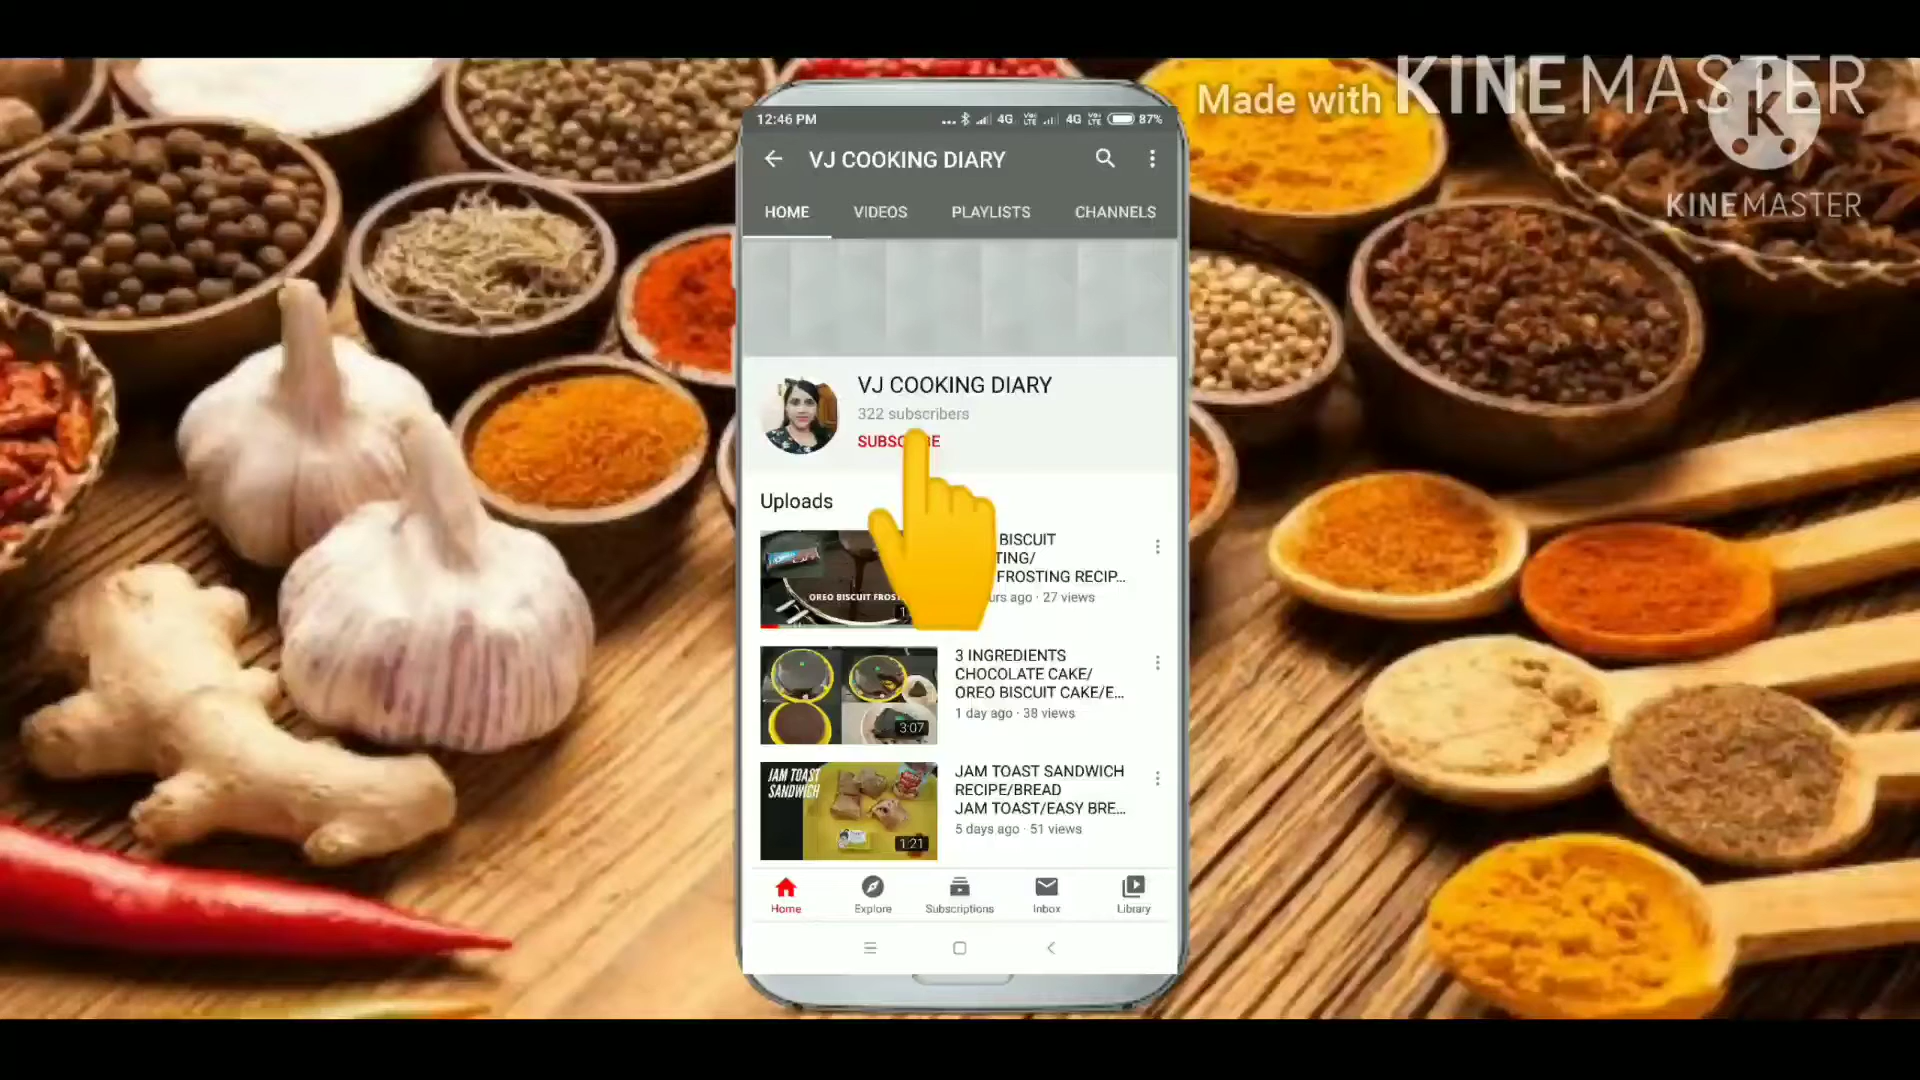 Made with KINEMASTER
K
KINEMASTER
12:46 PM
4G
4G
87%
VJ COOKING DIARY
HOME VIDEOS PLAYLISTS CHANNELS
VJ COOKING DIARY
322 subscribers
Uploads
BISCUIT
FROSTING RECIP...
ago · 27 views
OREO BISCUIT
3 INGREDIENTS
CHOCOLATE CAKE/
OREO BISCUIT CAKE/E...
1 day ago · 38 views
3:07
JAM TOAST
SANDWICH
JAM TOAST SANDWICH
RECIPE/BREAD
JAM TOAST/EASY BRE...
5 days ago · 51 views
1:21
Home Explore Subscriptions Inbox Library